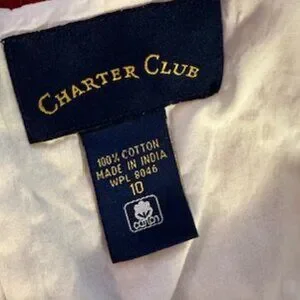 CHARTER CLUB
100% COTTON
MADE IN INDIA
WPL 8046
10
cotton